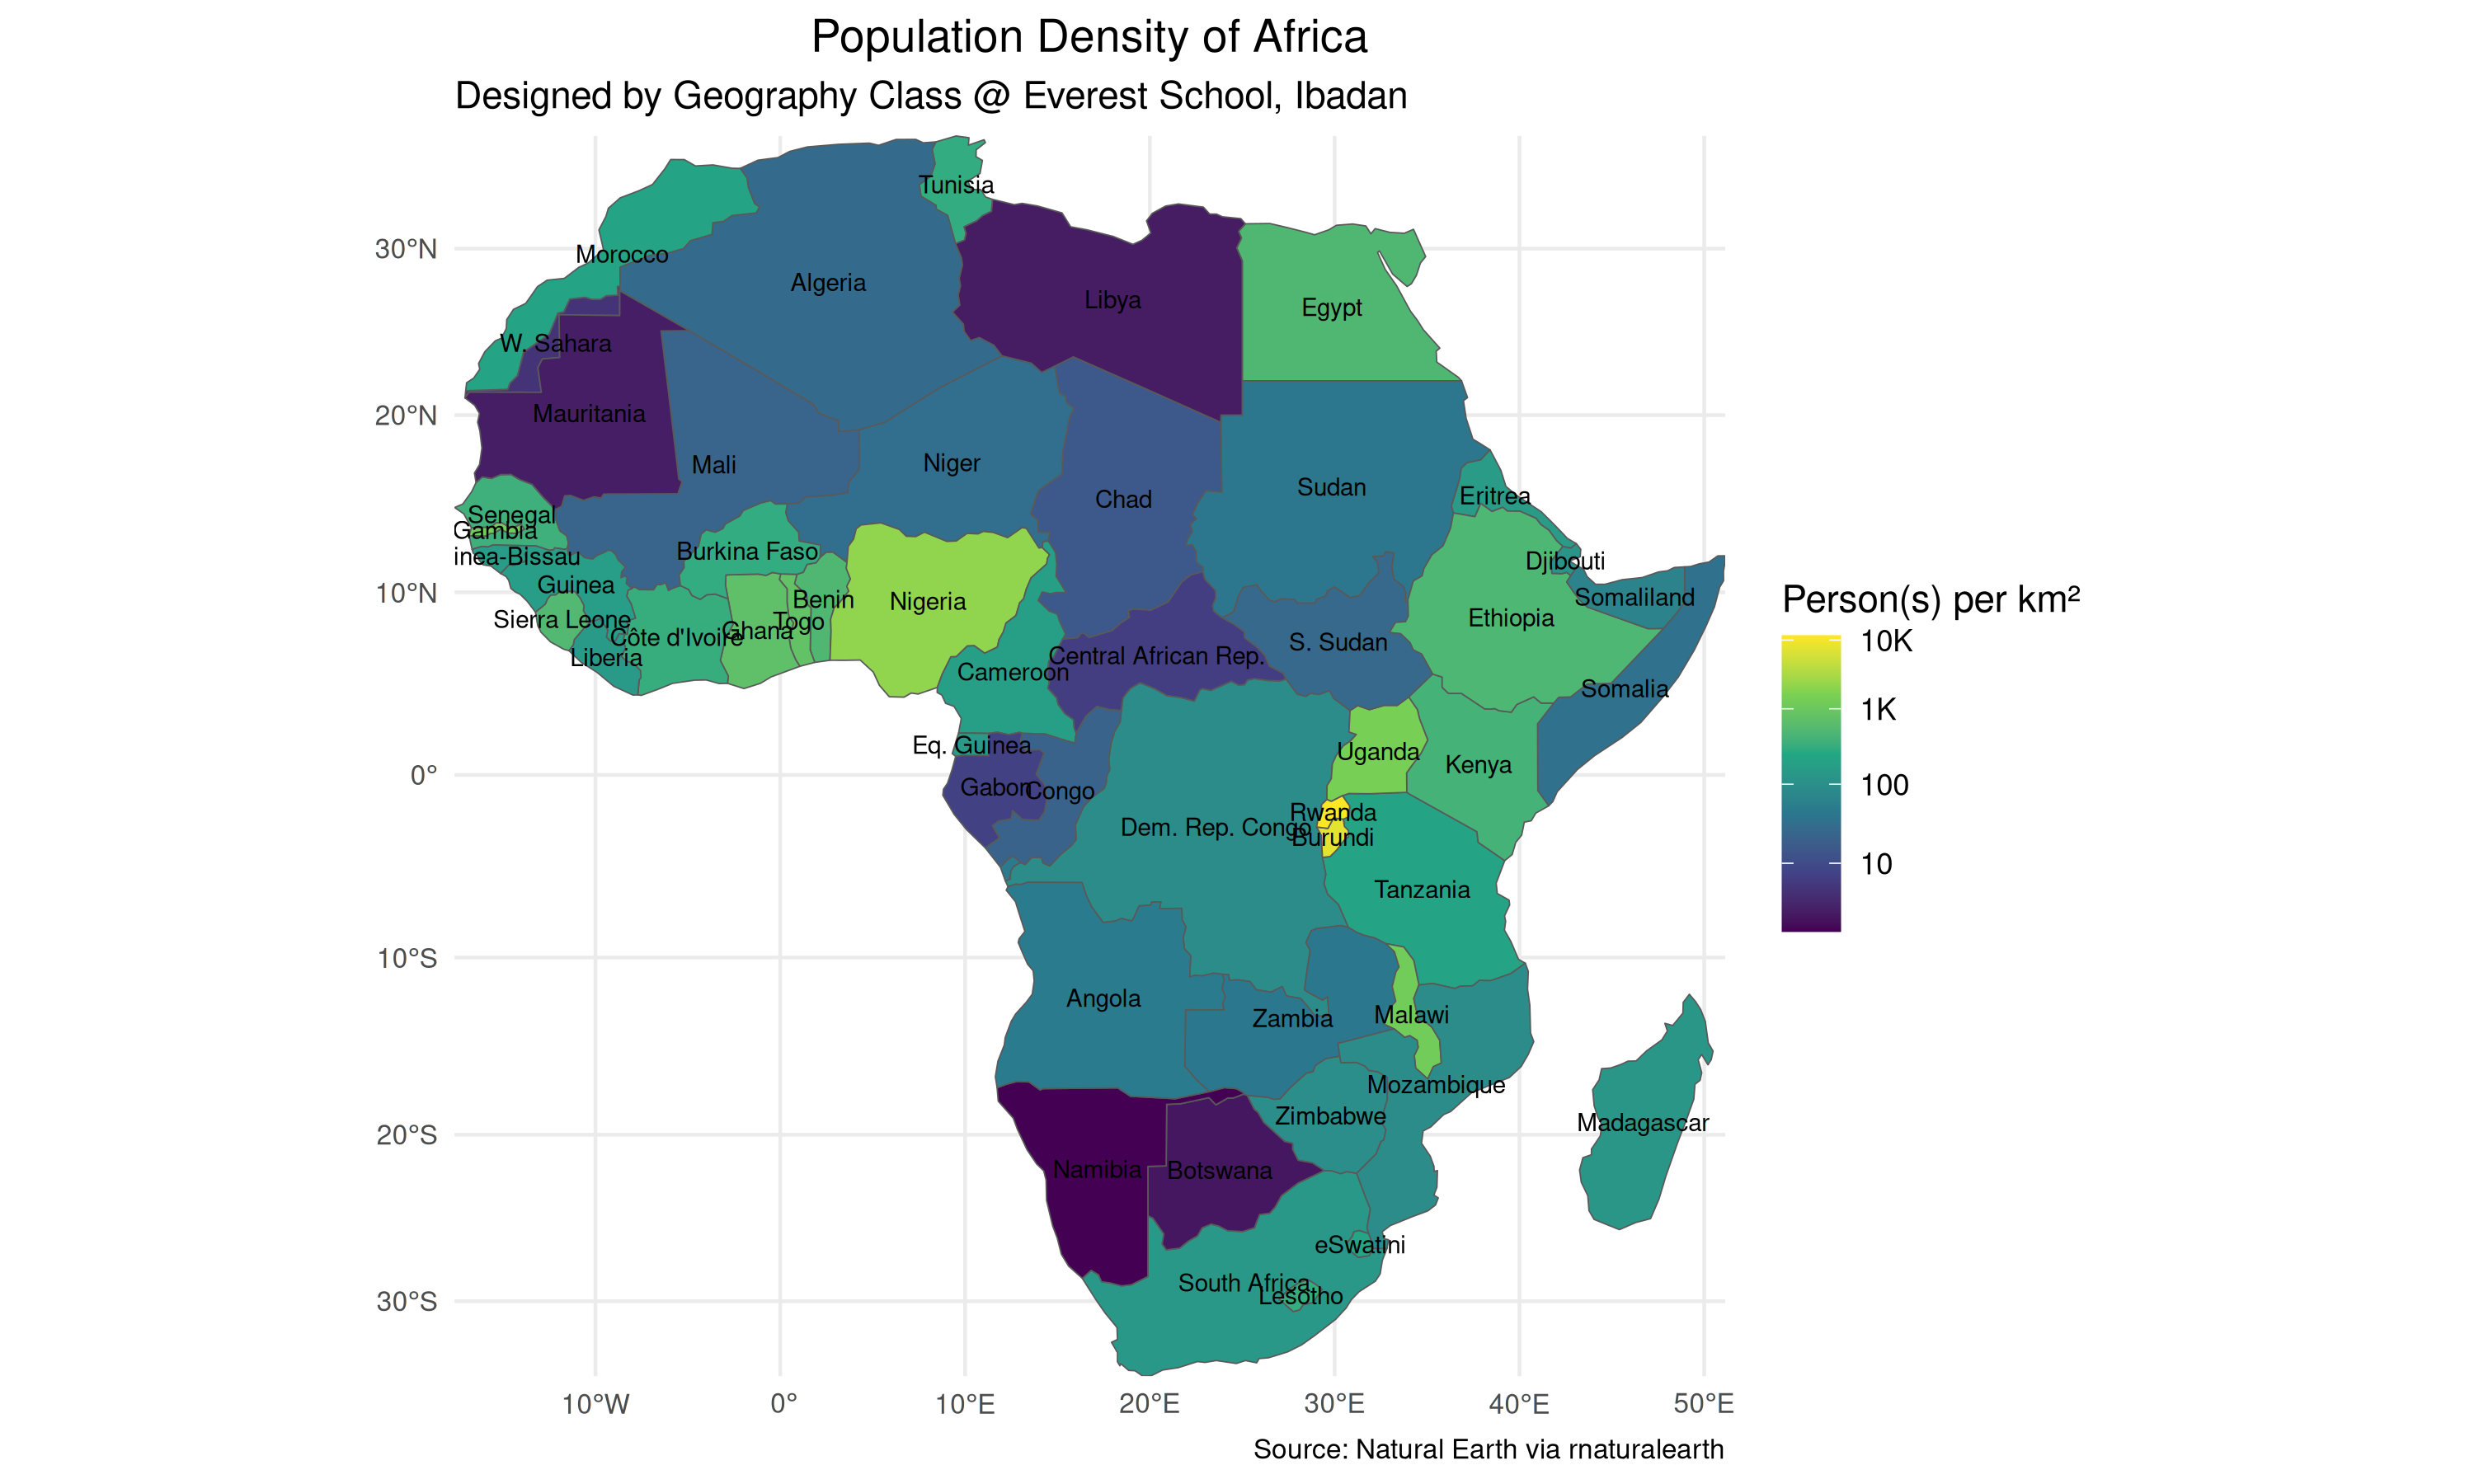 Population Density of Africa
Designed by Geography Class @ Everest School, Ibadan
30°N
20°N
10°N
0°
10°S
20°S
30°S
Tunisia
Morocco
Algeria
Libya
Egypt
W. Sahara
Mauritania
Mali
Niger
Chad
Sudan
Eritrea
Senegal
Gambia
inea-Bissau
Guinea
Burkina Faso
Djibouti
Sierra Leone
Liberia
Côte d'Ivoire
Ghana
Togo
Benin
Nigeria
Somaliland
Ethiopia
S. Sudan
Central African Rep.
Cameroon
Somalia
Eq. Guinea
Gabon
Congo
Uganda
Kenya
Dem. Rep. Congo
Rwanda
Burundi
Tanzania
Angola
Zambia
Malawi
Mozambique
Zimbabwe
Madagascar
Namibia
Botswana
eSwatini
South Africa
Lesotho
10°W
0°
10°E
20°E
30°E
40°E
50°E
Person(s) per km²
10K
1K
100
10
Source: Natural Earth via rnaturalearth